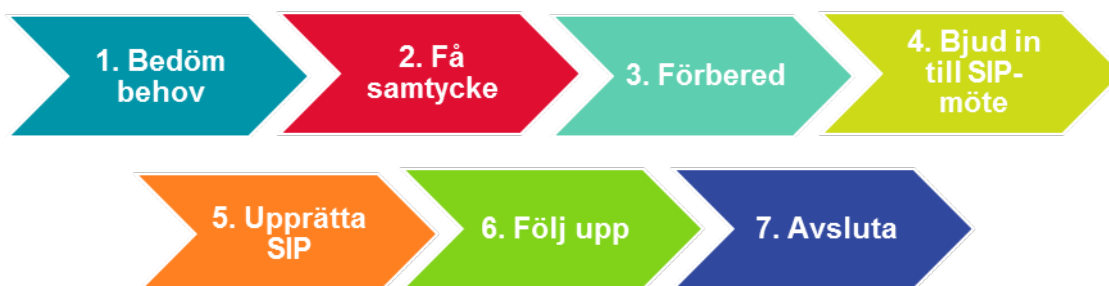 1. Bedöm
behov
2. Få
samtycke
3. Förbered
4. Bjud in
till SIP-
möte
5. Upprätta
SIP
6. Följ upp
7. Avsluta